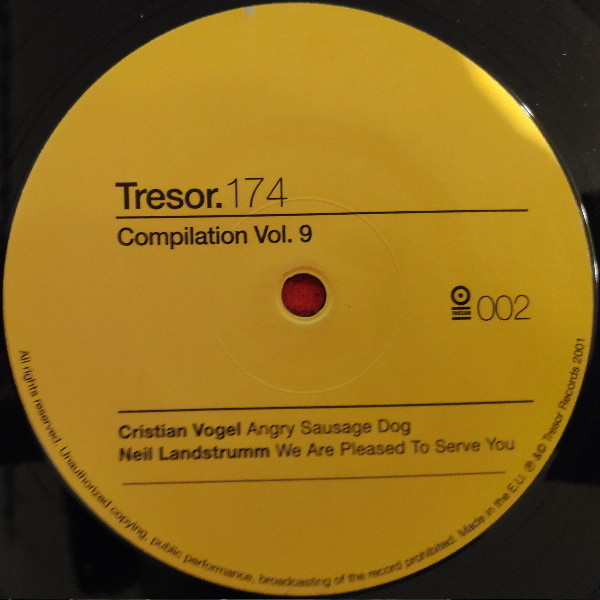 Tresor.174
Compilation Vol. 9
TRESOR
002
Cristian Vogel Angry Sausage Dog
Neil Landstrumm We Are Pleased To Serve You
All rights reserved. Unauthorized copying, public performance, broadcasting of the record prohibited. Made in the E.U. ℗ &© Tresor Records 2001